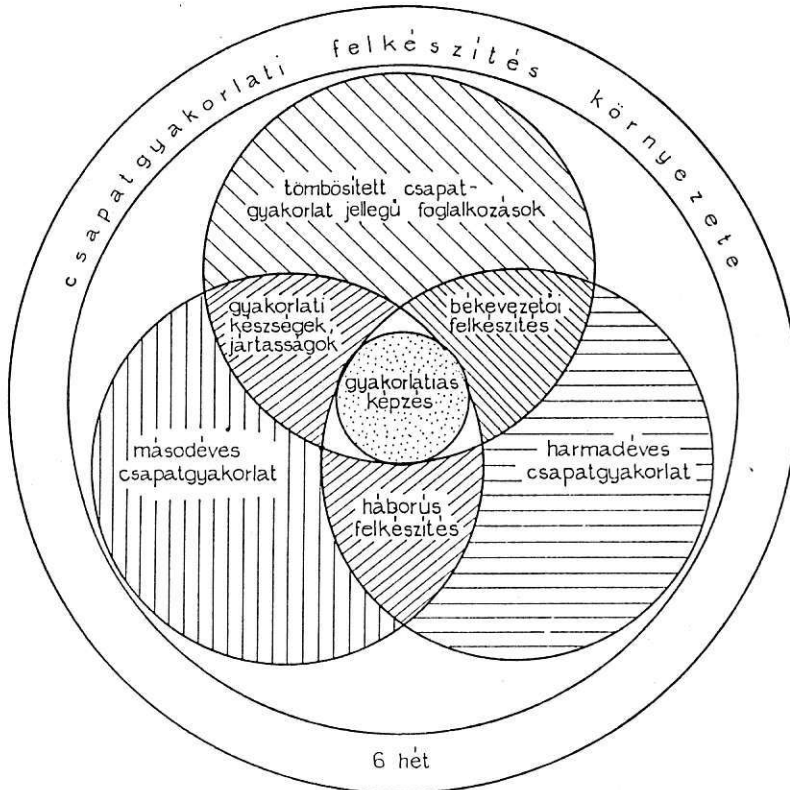 csapatgyakorlati felkészítés környezete
tömbösített csapat-
gyakorlat jellegű foglalkozások
gyakorlati
készségek
jártasságok
békevezetői
felkészítés
gyakorlatias
képzés
másodéves
csapatgyakorlat
harmadéves
csapatgyakorlat
háborús
felkészítés
6 hét